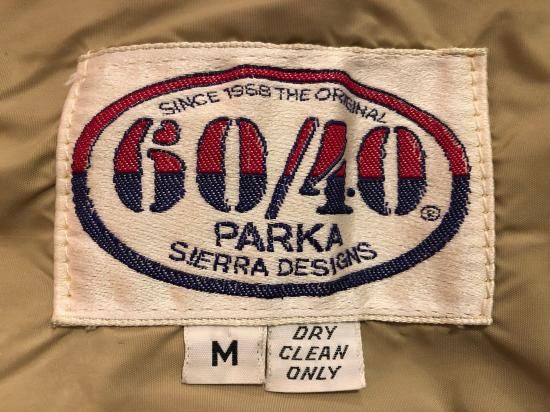 SINCE 1968 THE ORIGINAL
60/40®
PARKA
SIERRA DESIGNS
M
DRY
CLEAN
ONLY